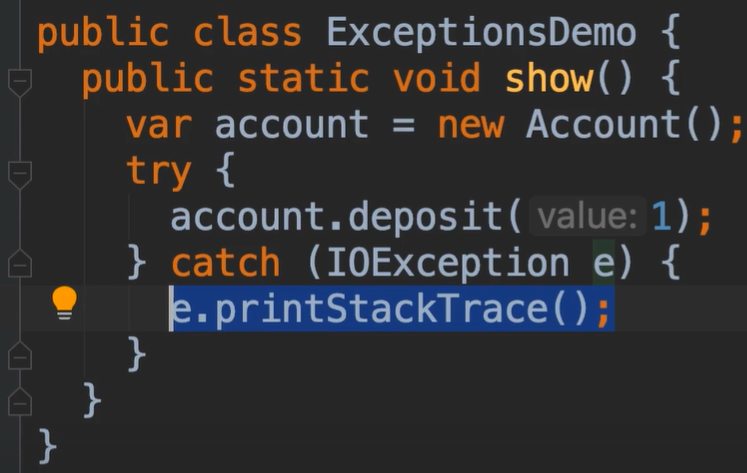 public class ExceptionsDemo {
public static void show() {
var account = new Account();
try {
account.deposit( value: 1);
} catch (IOException e) {
e.printStackTrace();
}
}
}